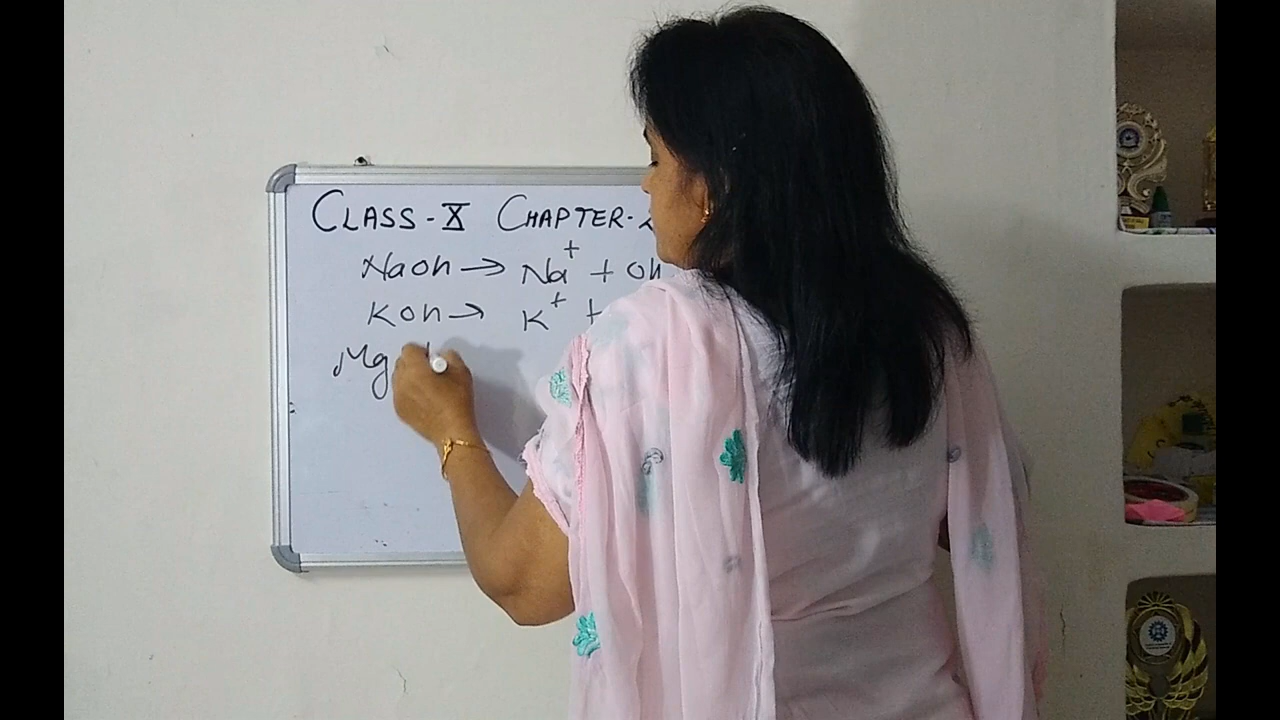 CLASS-X CHAPTER-
NaOh → Na⁺ + Oh
KOh → K⁺ +
Mg